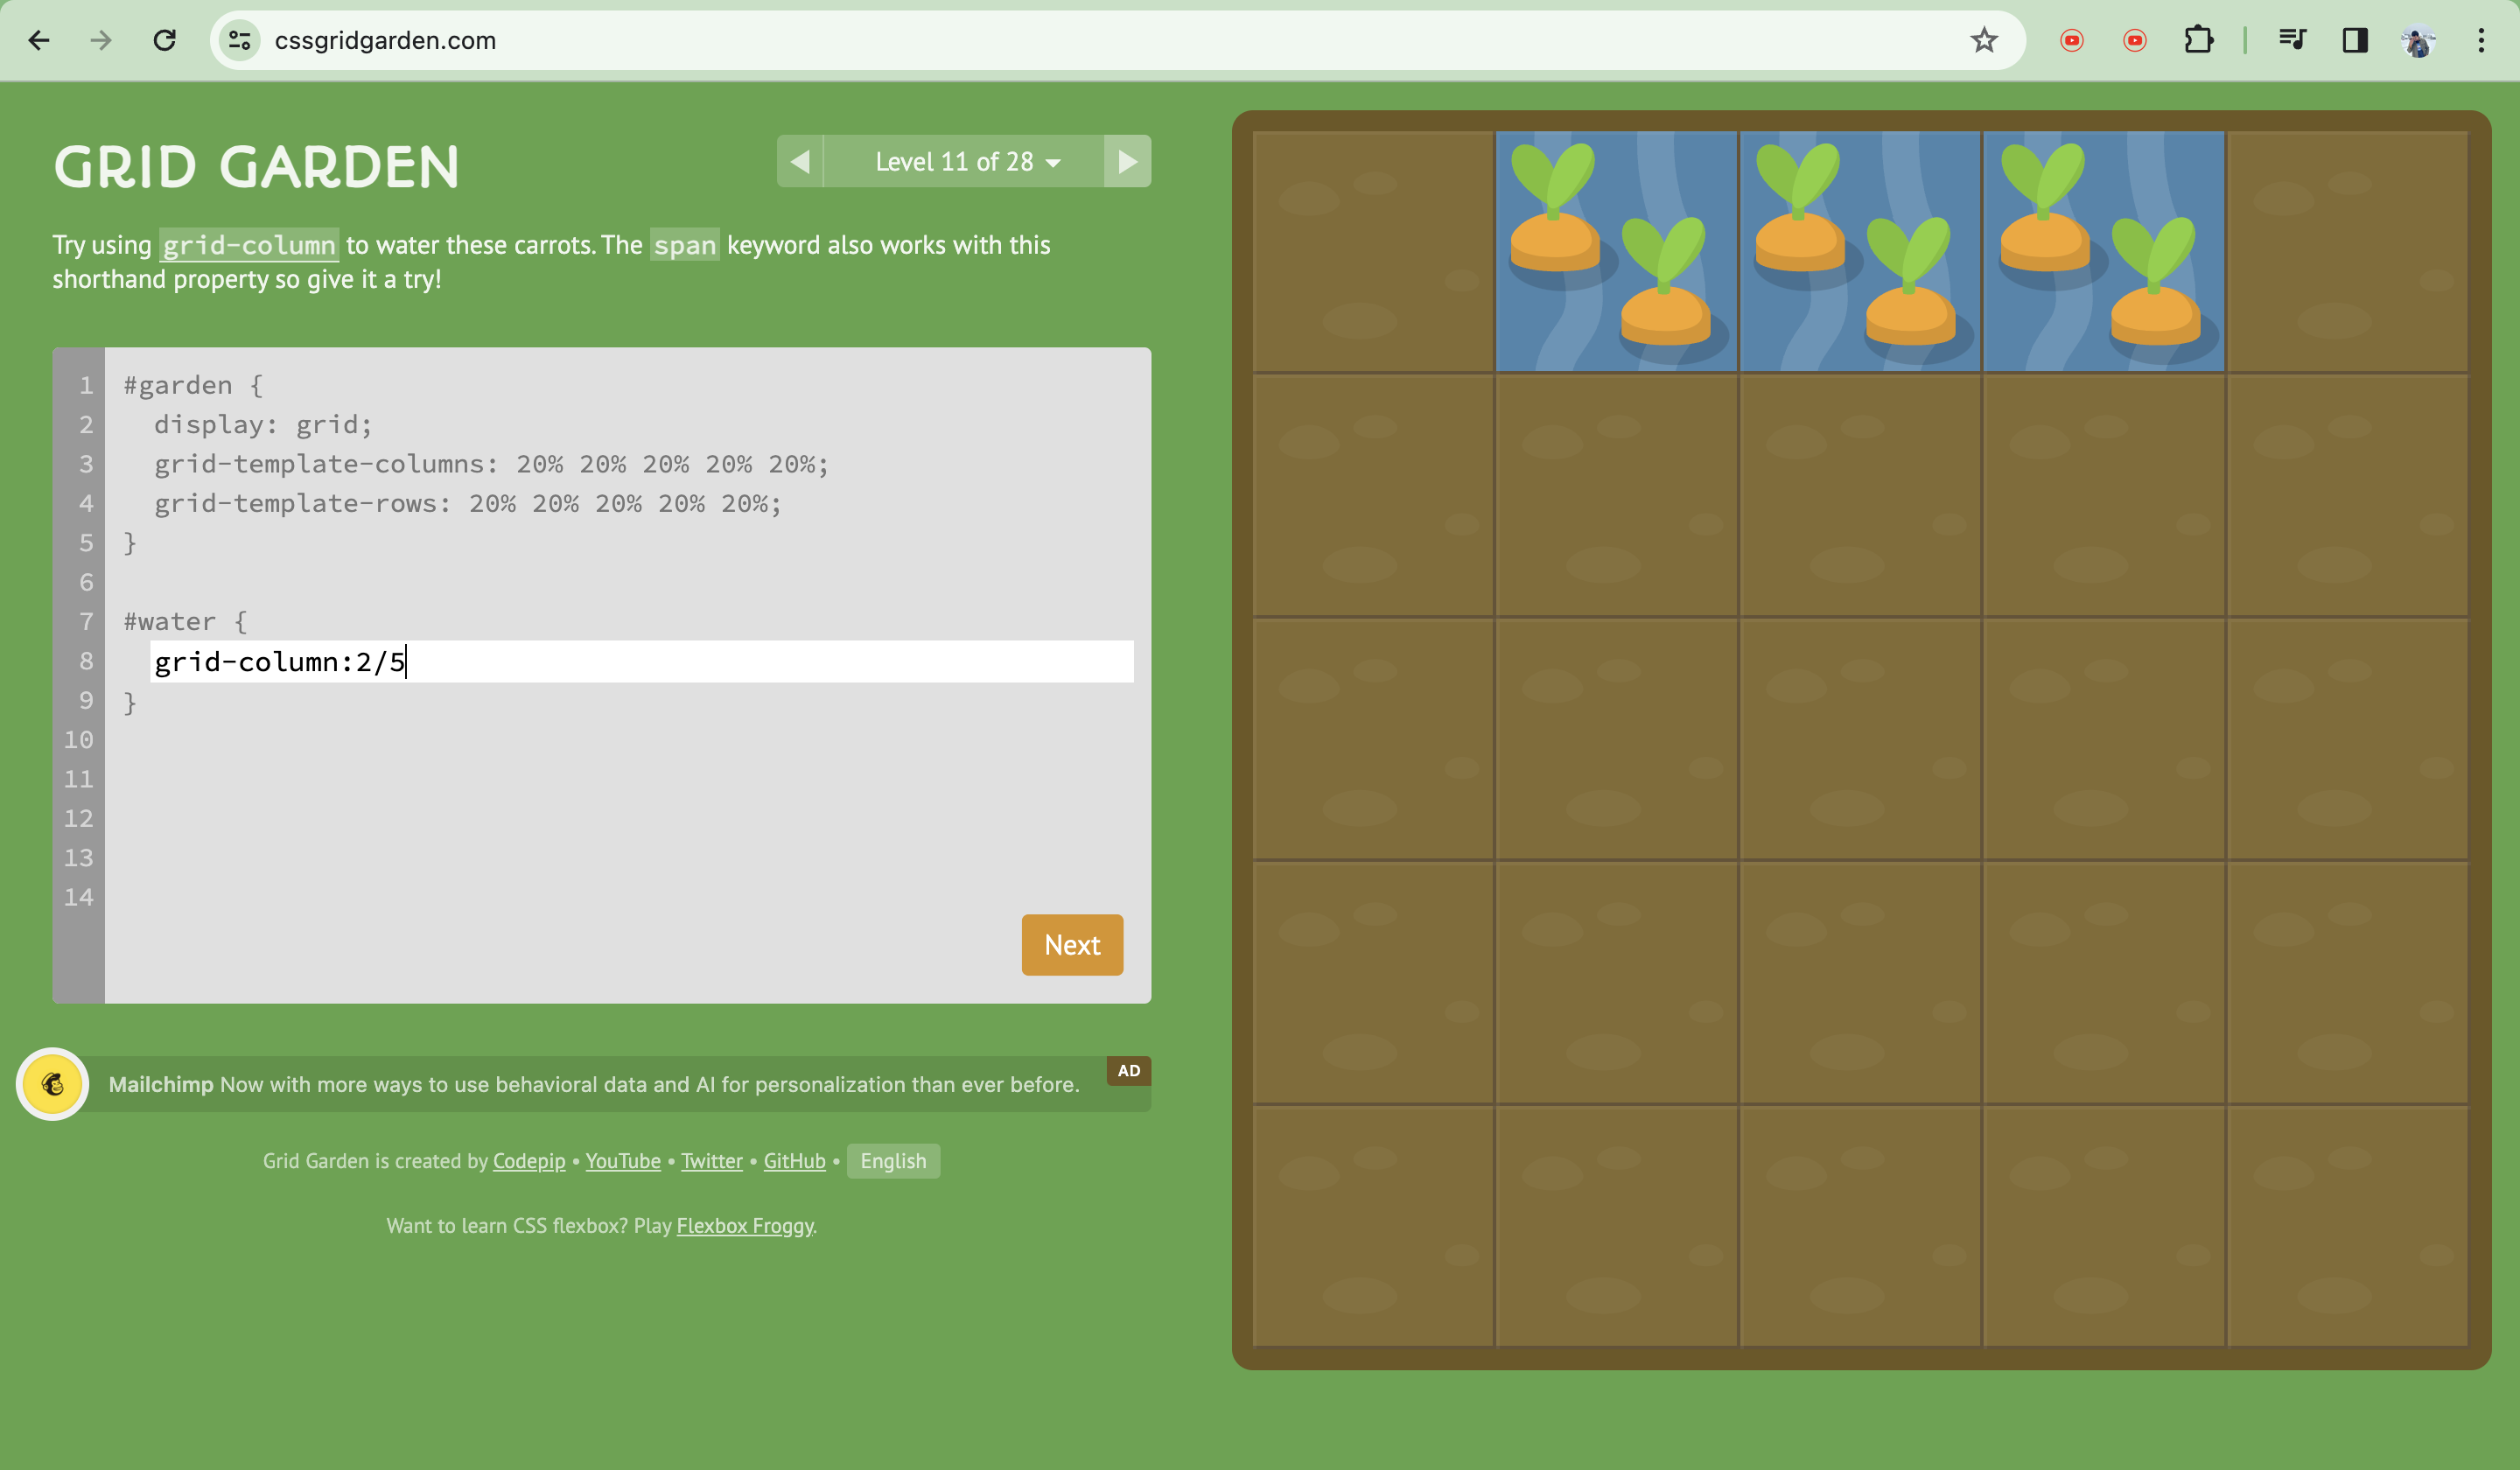 cssgridgarden.com
GRID GARDEN
Level 11 of 28
Try using grid-column to water these carrots. The span keyword also works with this
shorthand property so give it a try!
1 #garden {
2 display: grid;
3 grid-template-columns: 20% 20% 20% 20% 20%;
4 grid-template-rows: 20% 20% 20% 20% 20%;
5 }
6
7 #water {
8 grid-column:2/5
9 }
10
11
12
13
14
Next
Mailchimp Now with more ways to use behavioral data and AI for personalization than ever before.
AD
Grid Garden is created by Codepip • YouTube • Twitter • GitHub • English
Want to learn CSS flexbox? Play Flexbox Froggy.